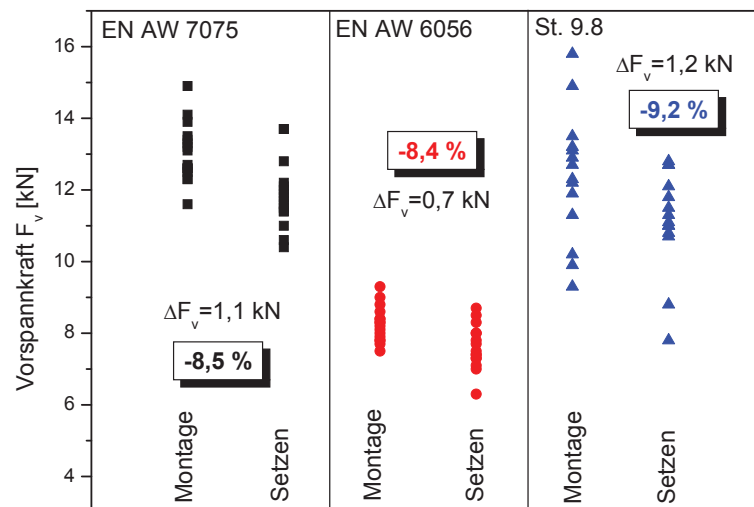 EN AW 7075
EN AW 6056
St. 9.8
Vorspannkraft F_v [kN]
16
14
12
10
8
6
4
ΔF_v=1,1 kN
-8,5 %
-8,4 %
ΔF_v=0,7 kN
ΔF_v=1,2 kN
-9,2 %
Montage
Setzen
Montage
Setzen
Montage
Setzen